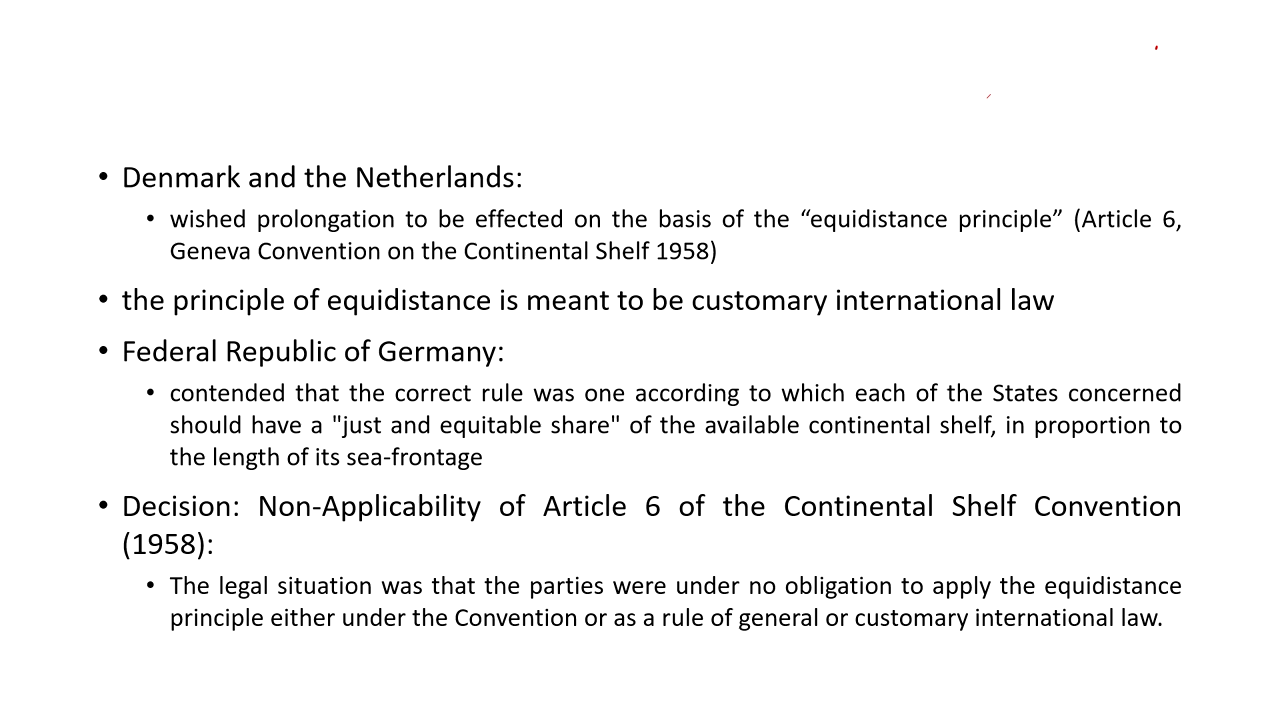 • Denmark and the Netherlands:
• wished prolongation to be effected on the basis of the “equidistance principle” (Article 6,
Geneva Convention on the Continental Shelf 1958)
• the principle of equidistance is meant to be customary international law
• Federal Republic of Germany:
• contended that the correct rule was one according to which each of the States concerned
should have a "just and equitable share" of the available continental shelf, in proportion to
the length of its sea-frontage
• Decision: Non-Applicability of Article 6 of the Continental Shelf Convention
(1958):
• The legal situation was that the parties were under no obligation to apply the equidistance
principle either under the Convention or as a rule of general or customary international law.